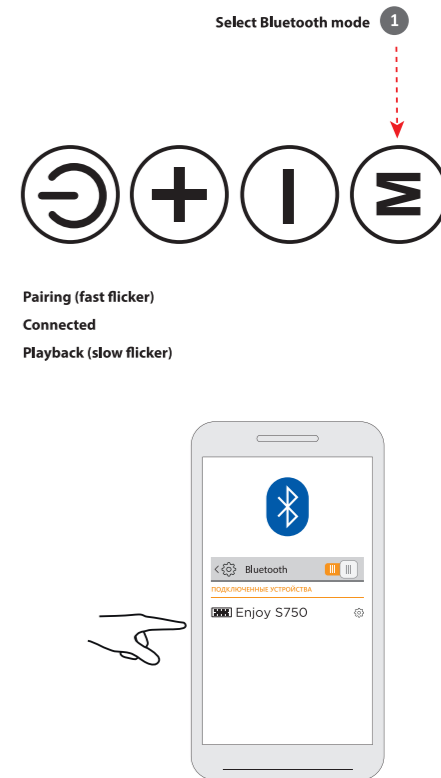 Select Bluetooth mode 1
M
Pairing (fast flicker)
Connected
Playback (slow flicker)
Bluetooth
ПОДКЛЮЧЕННЫЕ УСТРОЙСТВА
Enjoy S750